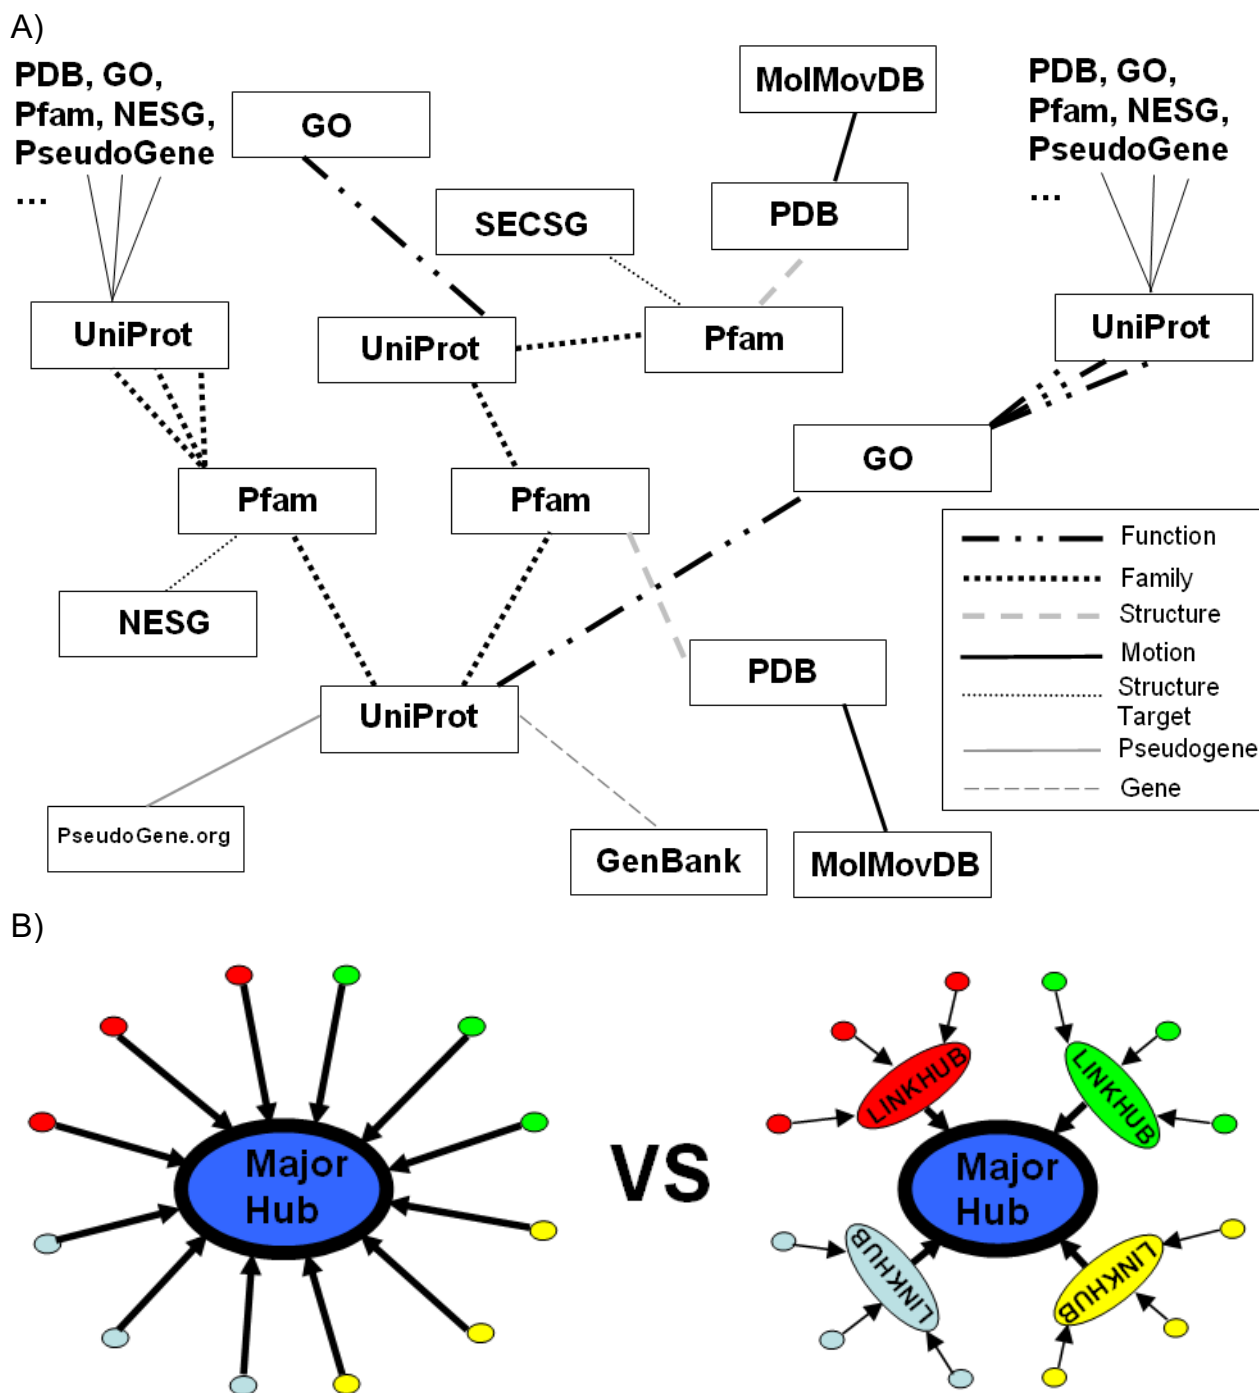 A)
PDB, GO,
Pfam, NESG,
PseudoGene
...
GO
MolMovDB
PDB, GO,
Pfam, NESG,
PseudoGene
...
SECSG
PDB
UniProt
UniProt
Pfam
UniProt
GO
Pfam
Pfam
NESG
UniProt
PDB
PseudoGene.org
GenBank
MolMovDB
Function
Family
Structure
Motion
Structure
Target
Pseudogene
Gene
B)
Major
Hub
VS
LINKHUB
LINKHUB
Major
Hub
LINKHUB
LINKHUB